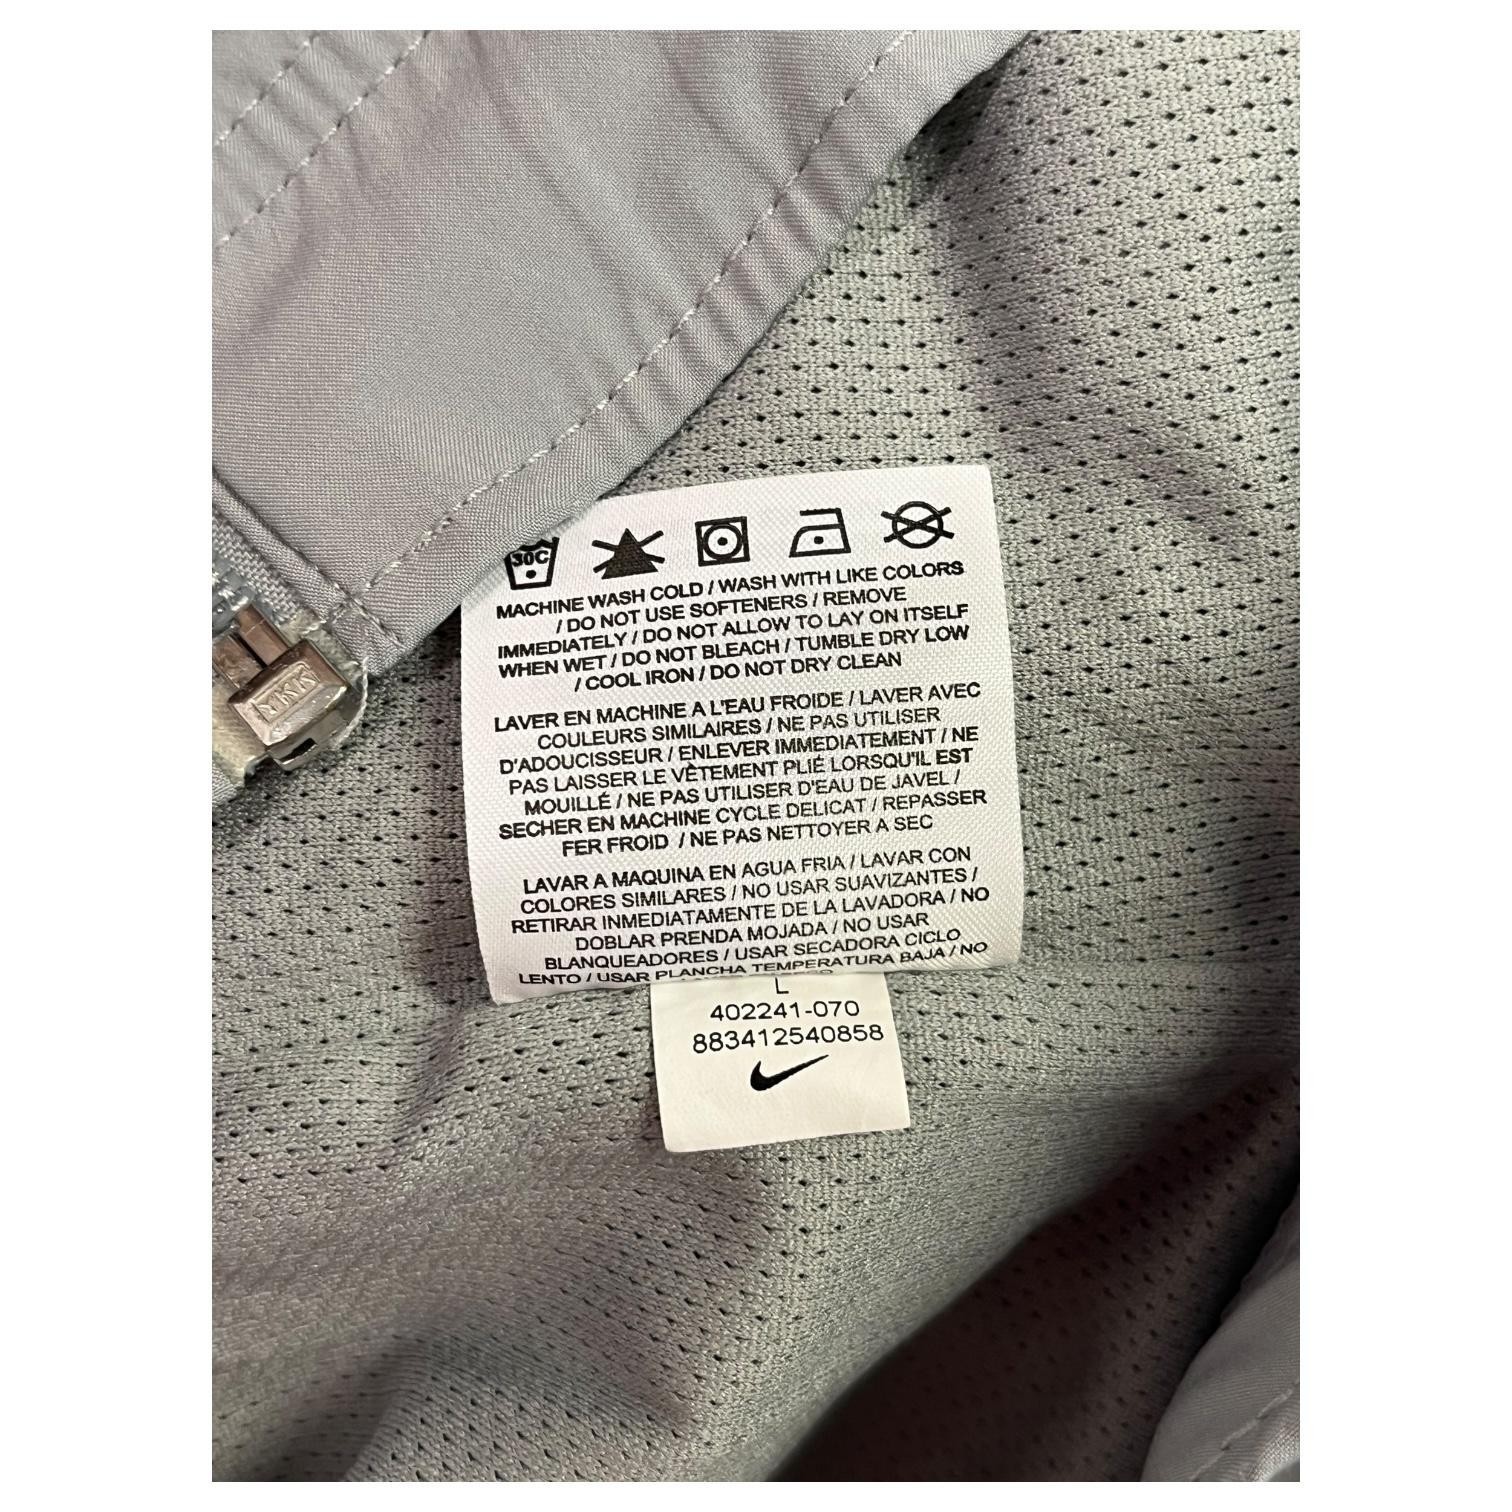 30C
MACHINE WASH COLD / WASH WITH LIKE COLORS
/ DO NOT USE SOFTENERS / REMOVE
IMMEDIATELY / DO NOT ALLOW TO LAY ON ITSELF
WHEN WET / DO NOT BLEACH / TUMBLE DRY LOW
/ COOL IRON / DO NOT DRY CLEAN
LAVER EN MACHINE A L'EAU FROIDE / LAVER AVEC
COULEURS SIMILAIRES / NE PAS UTILISER
D'ADOUCISSEUR / ENLEVER IMMEDIATEMENT / NE
PAS LAISSER LE VÊTEMENT PLIÉ LORSQU'IL EST
MOUILLÉ / NE PAS UTILISER D'EAU DE JAVEL /
SECHER EN MACHINE CYCLE DELICAT / REPASSER
FER FROID / NE PAS NETTOYER A SEC
LAVAR A MAQUINA EN AGUA FRIA / LAVAR CON
COLORES SIMILARES / NO USAR SUAVIZANTES /
RETIRAR INMEDIATAMENTE DE LA LAVADORA / NO
DOBLAR PRENDA MOJADA / NO USAR
BLANQUEADORES / USAR SECADORA CICLO
LENTO / USAR PLANCHA TEMPERATURA BAJA / NO
L
402241-070
883412540858
YKK